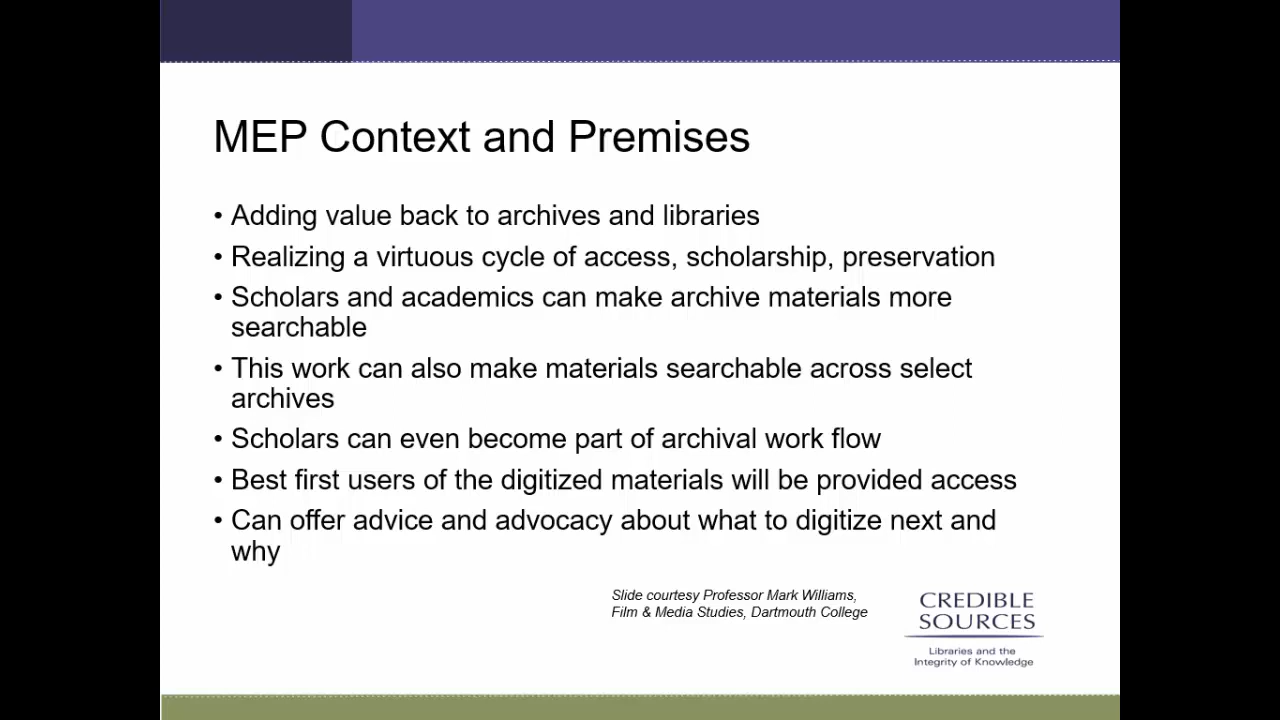 MEP Context and Premises
• Adding value back to archives and libraries
• Realizing a virtuous cycle of access, scholarship, preservation
• Scholars and academics can make archive materials more
searchable
• This work can also make materials searchable across select
archives
• Scholars can even become part of archival work flow
• Best first users of the digitized materials will be provided access
• Can offer advice and advocacy about what to digitize next and
why
Slide courtesy Professor Mark Williams,
Film & Media Studies, Dartmouth College
CREDIBLE
SOURCES
Libraries and the
Integrity of Knowledge